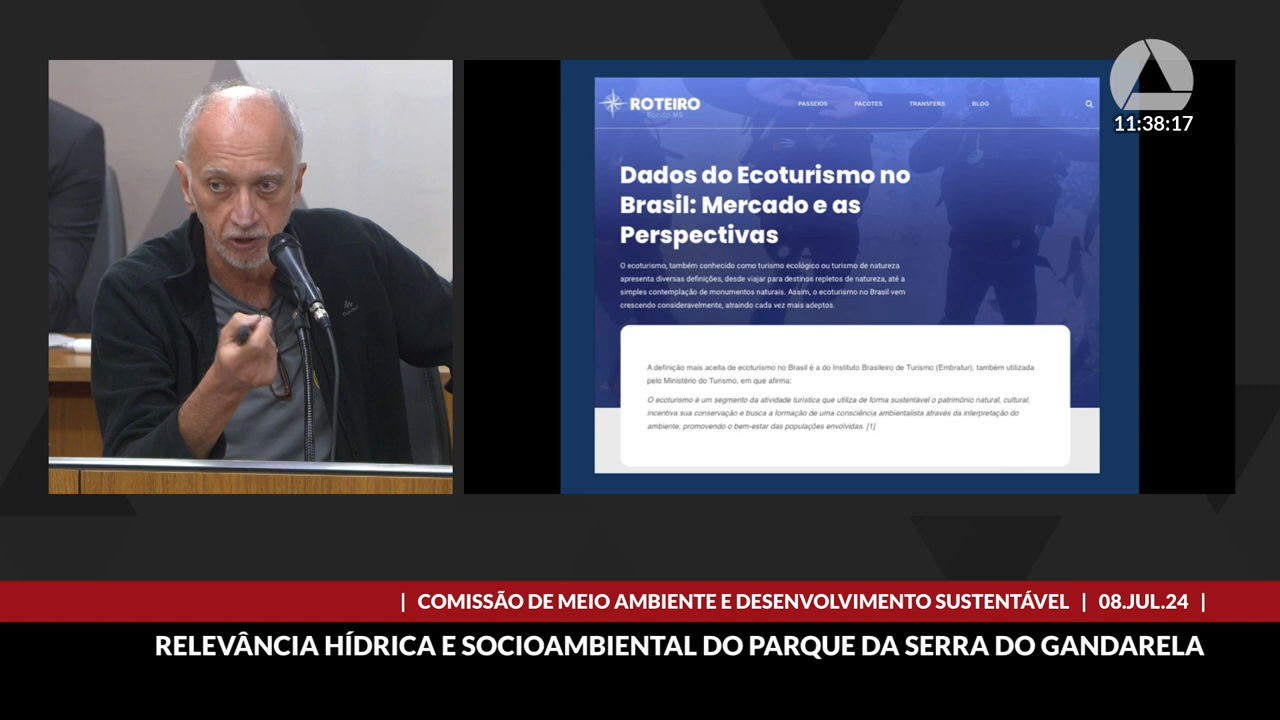 ROTEIRO
Bonito MS
PASSEIOS PACOTES TRANSFERS BLOG
11:38:17
Dados do Ecoturismo no
Brasil: Mercado e as
Perspectivas
O ecoturismo, também conhecido como turismo ecológico ou turismo de natureza
apresenta diversas definições, desde viajar para destinos repletos de natureza, até a
simples contemplação de monumentos naturais. Assim, o ecoturismo no Brasil vem
crescendo consideravelmente, atraindo cada vez mais adeptos.
A definição mais aceita de ecoturismo no Brasil é a do Instituto Brasileiro de Turismo (Embratur), também utilizada
pelo Ministério do Turismo, em que afirma:
O ecoturismo é um segmento da atividade turística que utiliza de forma sustentável o patrimônio natural, cultural,
incentiva sua conservação e busca a formação de uma consciência ambientalista através da interpretação do
ambiente, promovendo o bem-estar das populações envolvidas. [1]
| COMISSÃO DE MEIO AMBIENTE E DESENVOLVIMENTO SUSTENTÁVEL | 08.JUL.24 |
RELEVÂNCIA HÍDRICA E SOCIOAMBIENTAL DO PARQUE DA SERRA DO GANDARELA